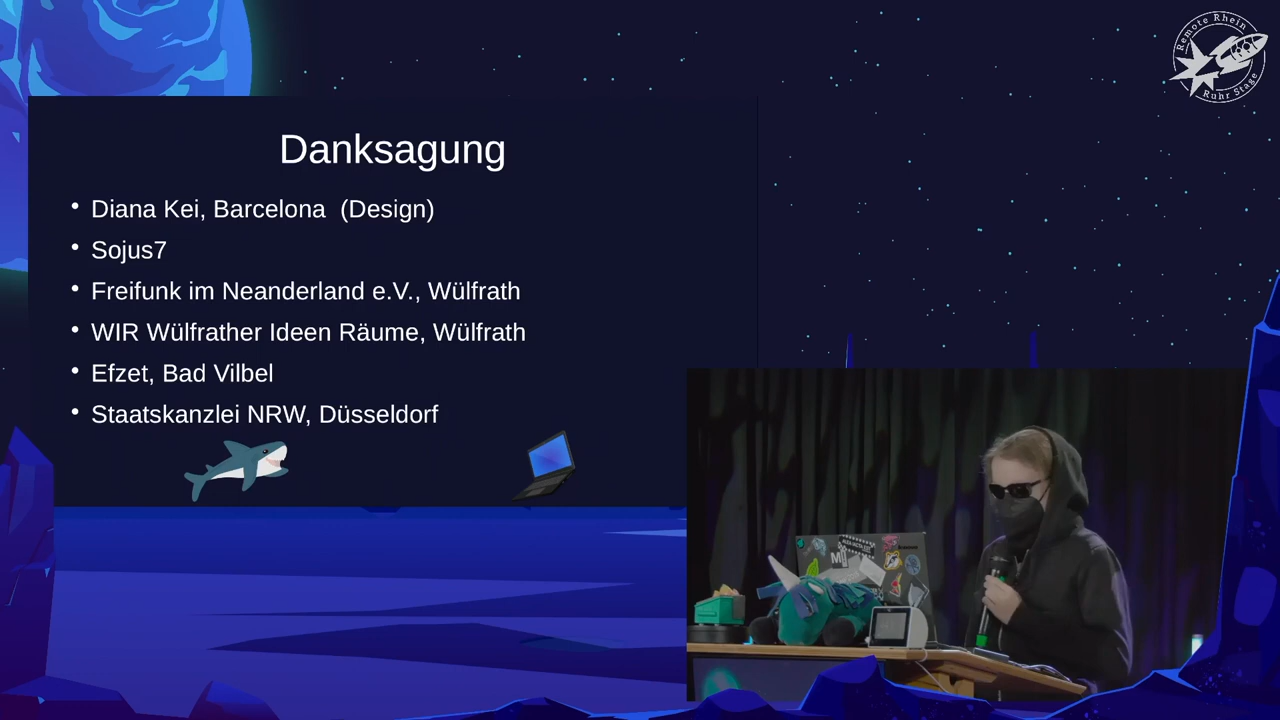 Remote Rhein
Ruhr Stage
Danksagung
• Diana Kei, Barcelona (Design)
• Sojus7
• Freifunk im Neanderland e.V., Wülfrath
• WIR Wülfrather Ideen Räume, Wülfrath
• Efzet, Bad Vilbel
• Staatskanzlei NRW, Düsseldorf